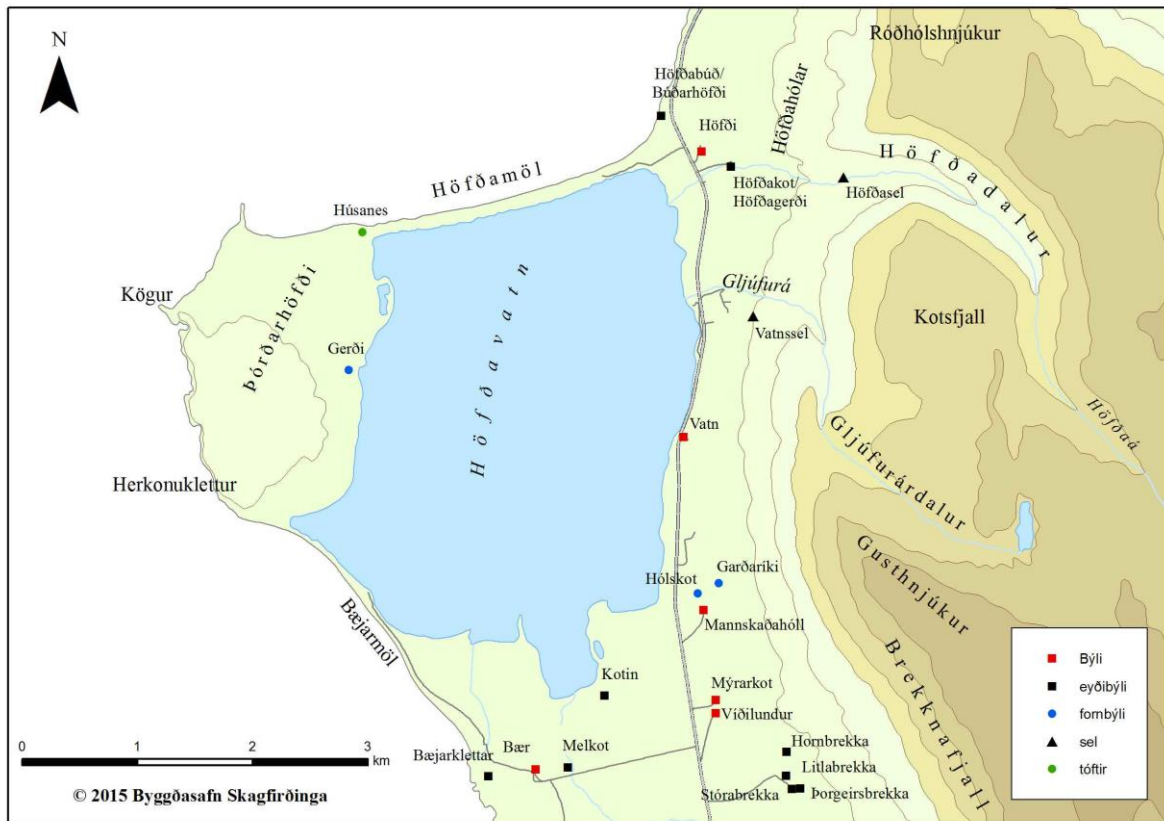 N
Róðhólshnjúkur
Höfðabúð/
Búðarhöfði
Höfðahólar
Höfði
Höfðadalur
Höfðamöl
Höfðakot/
Höfðagerði
Höfðasel
Húsanes
Kögur
Þórðarhöfði
Gljúfurá
Vatnssel
Kotsfjall
Gerði
Höfðavatn
Höfðaá
Vatn
Gljúfurárdalur
Herkonuklettur
Gusthnjúkur
Garðaríki
Hólskot
Mannskaðahóll
Bæjarmöl
Brekknafjall
Kotin
Mýrarkot
Víðilundur
Hornbrekka
Litlabrekka
Stórabrekka
Þorgeirsbrekka
Bæjarklettar
Bær
Melkot
Býli
eyðibýli
fornbýli
sel
tóftir
0 1 2 3
km
© 2015 Byggðasafn Skagfirðinga